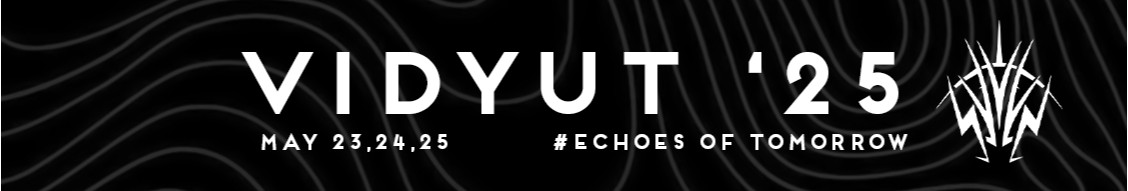 VIDYUT ‘25
MAY 23,24,25 #ECHOES OF TOMORROW